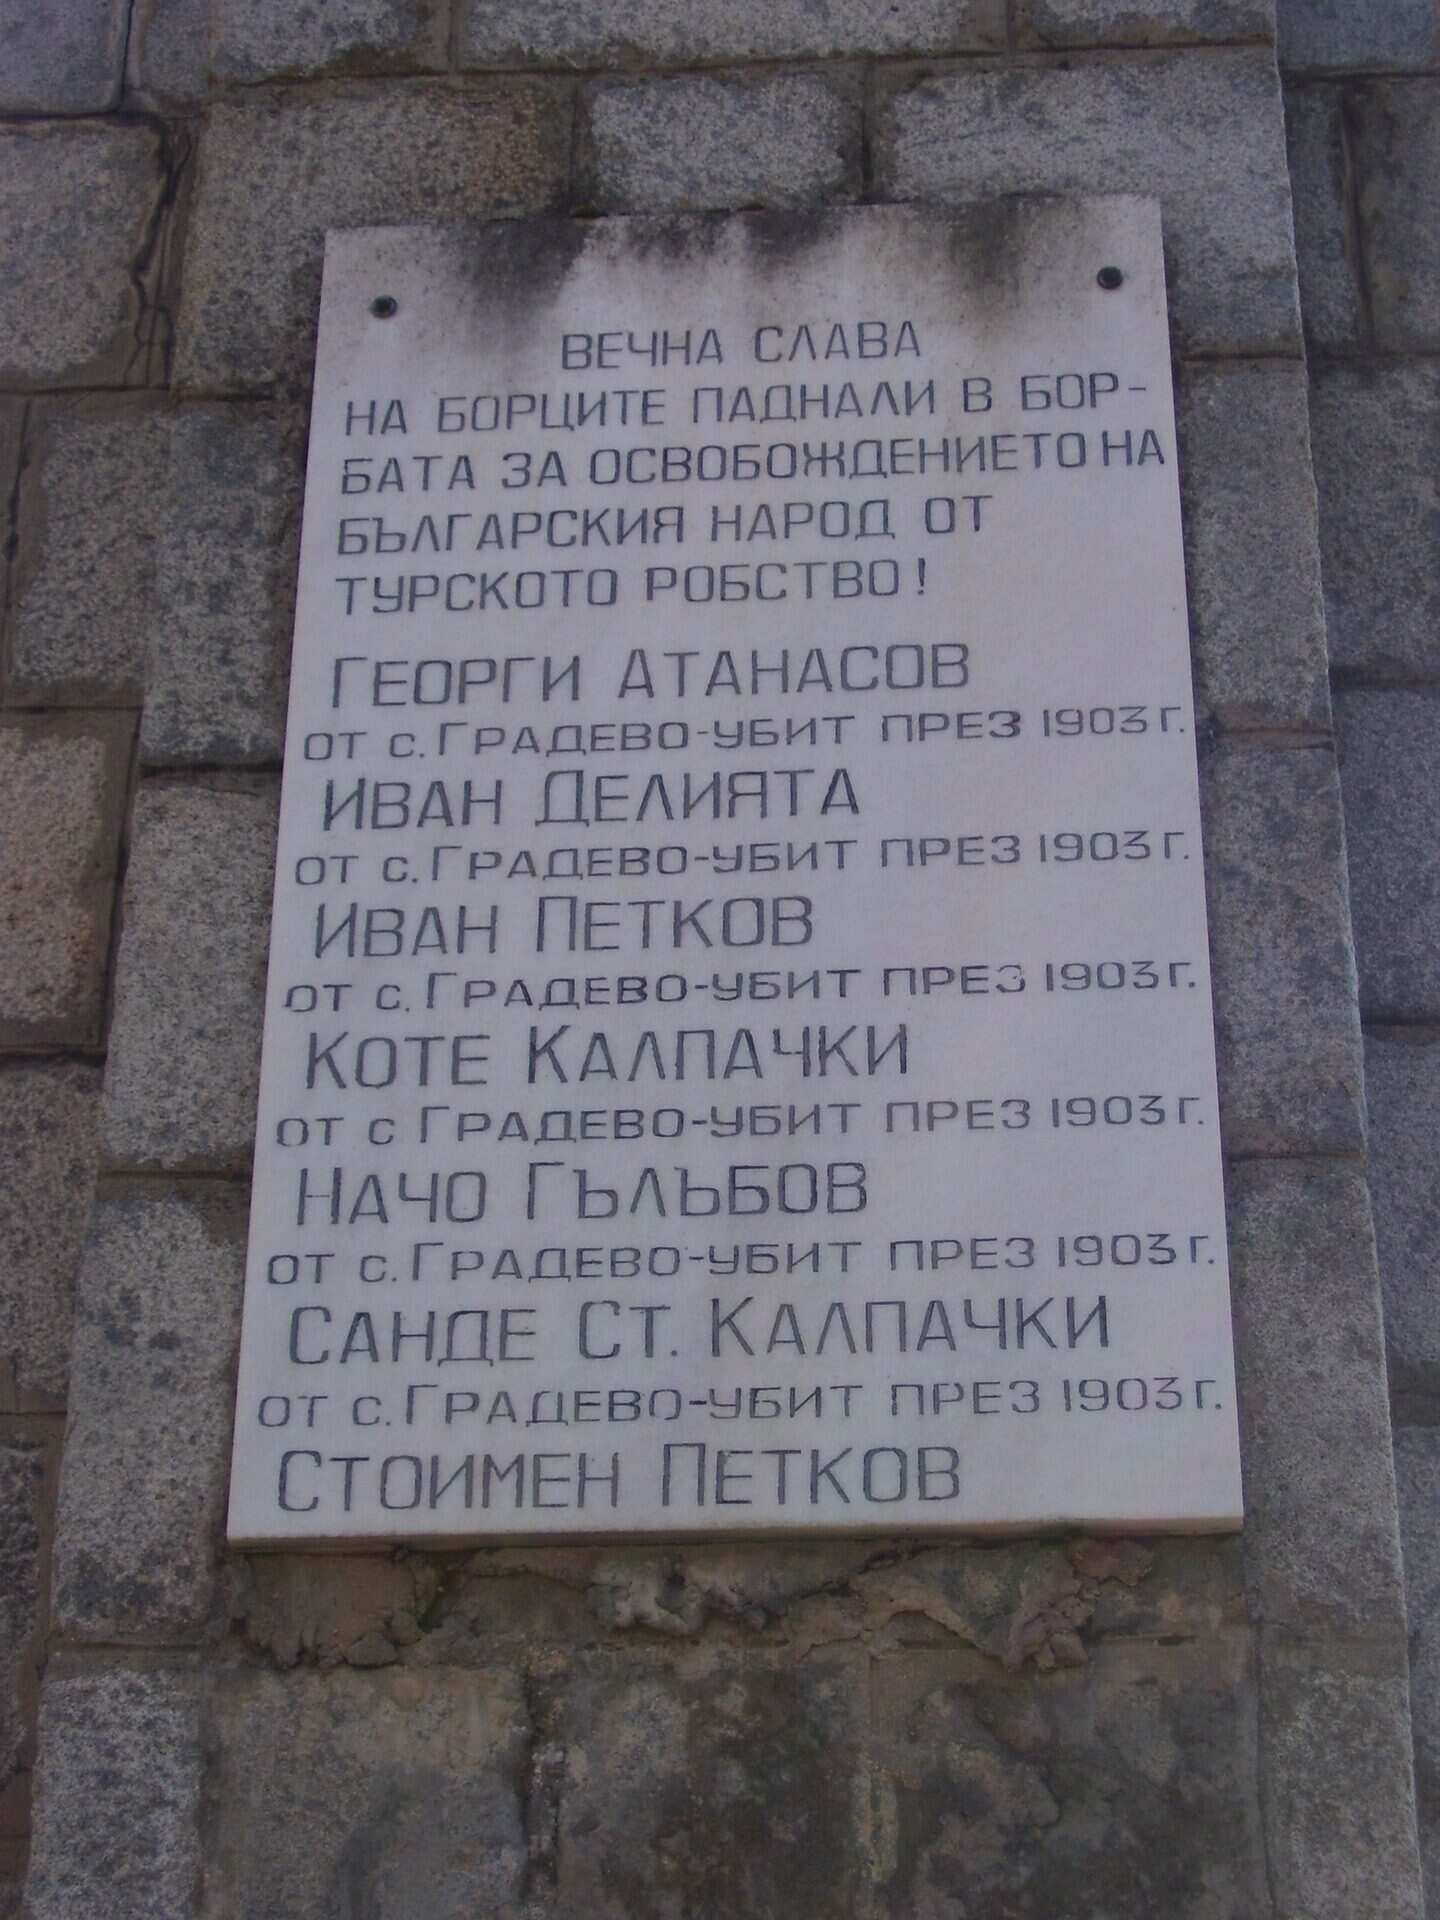 ВЕЧНА СЛАВА
НА БОРЦИТЕ ПАДНАЛИ В БОР-
БАТА ЗА ОСВОБОЖДЕНИЕТО НА
БЪЛГАРСКИЯ НАРОД ОТ
ТУРСКОТО РОБСТВО!
ГЕОРГИ АТАНАСОВ
ОТ С. ГРАДЕВО-УБИТ ПРЕЗ 1903 Г.
ИВАН ДЕЛИЯТА
ОТ С. ГРАДЕВО-УБИТ ПРЕЗ 1903 Г.
ИВАН ПЕТКОВ
ОТ С. ГРАДЕВО-УБИТ ПРЕЗ 1903 Г.
КОТЕ КАЛПАЧКИ
ОТ С ГРАДЕВО-УБИТ ПРЕЗ 1903 Г.
НАЧО ГЪЛЪБОВ
ОТ С. ГРАДЕВО-УБИТ ПРЕЗ 1903 Г.
САНДЕ СТ. КАЛПАЧКИ
ОТ С. ГРАДЕВО-УБИТ ПРЕЗ 1903 Г.
СТОИМЕН ПЕТКОВ